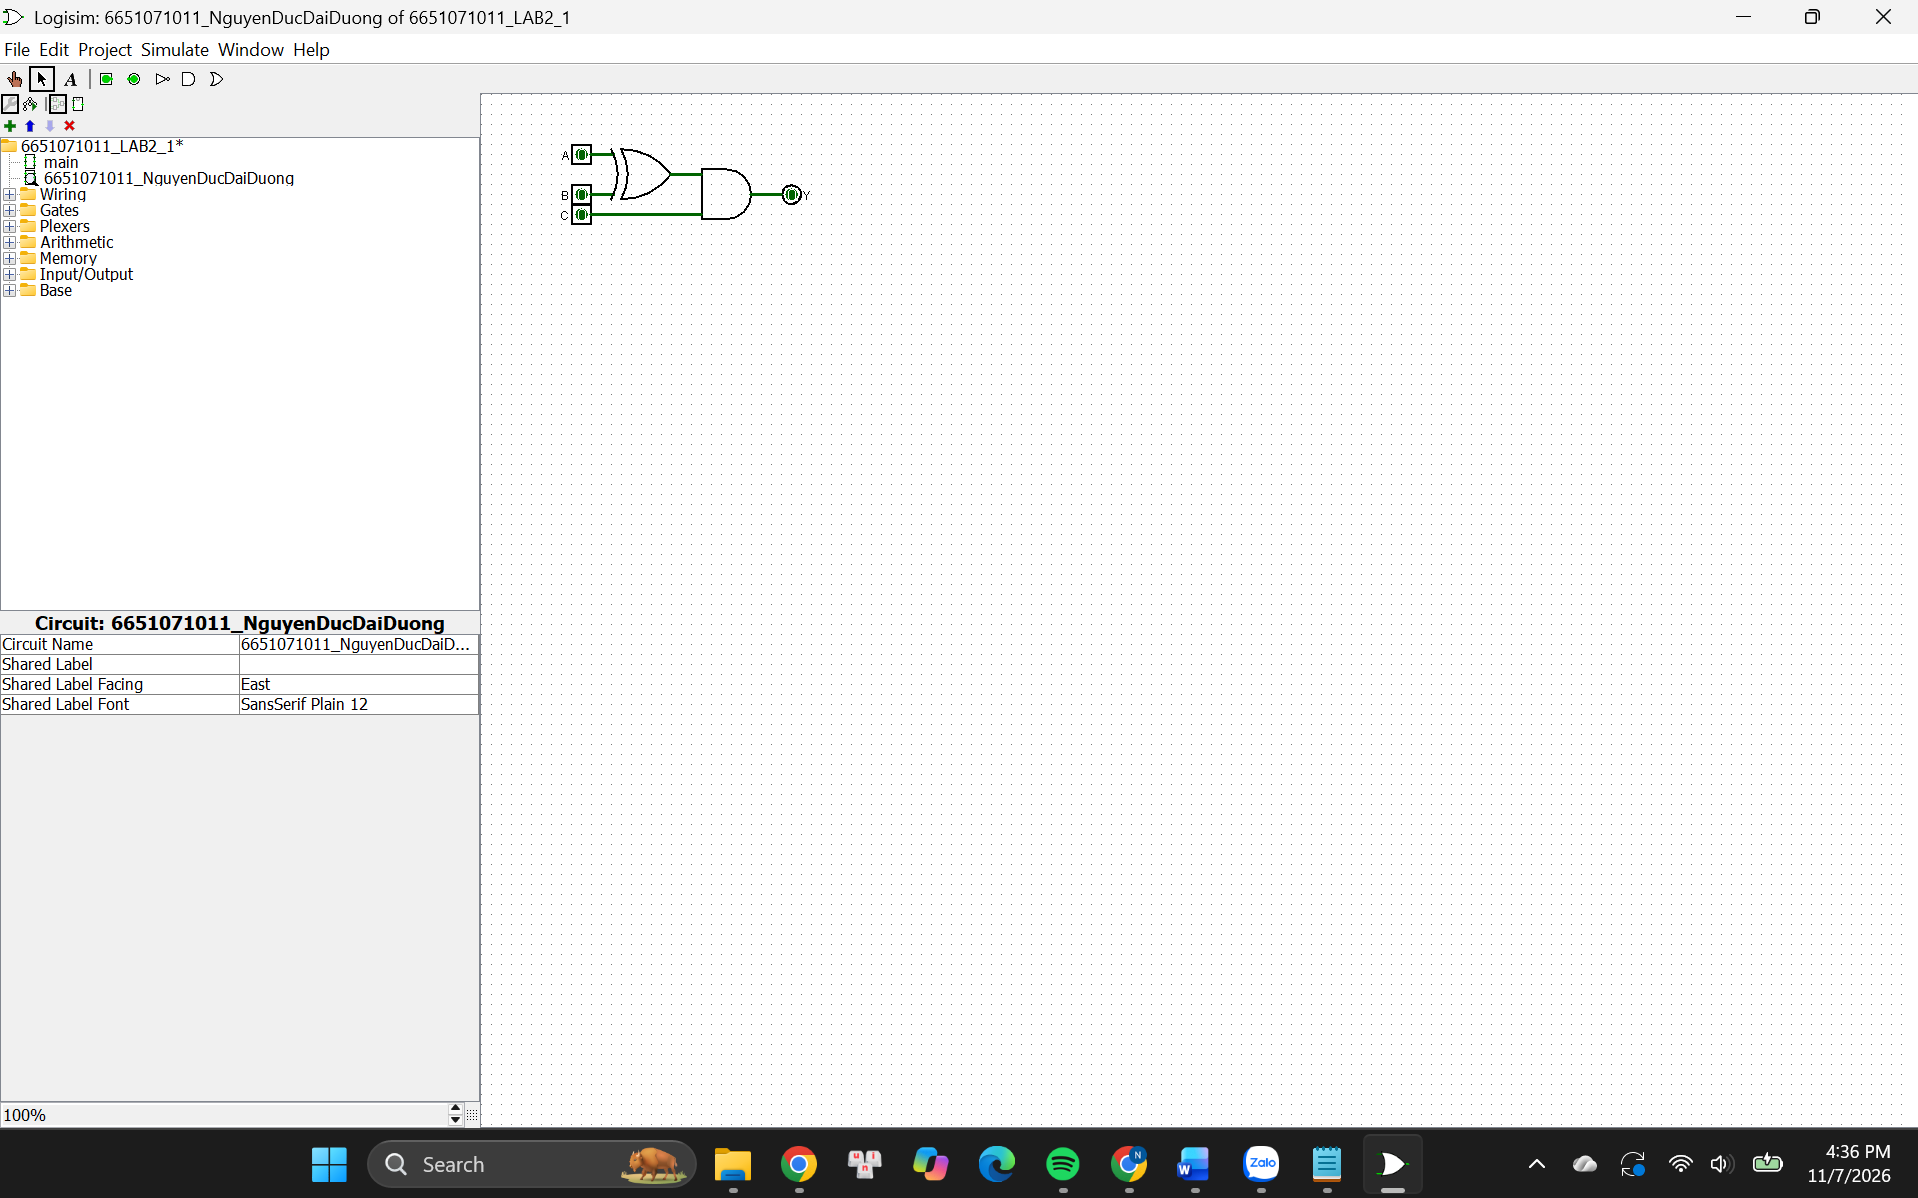 Logisim: 6651071011_NguyenDucDaiDuong of 6651071011_LAB2_1
File Edit Project Simulate Window Help
A
6651071011_LAB2_1*
main
6651071011_NguyenDucDaiDuong
Wiring
Gates
Plexers
Arithmetic
Memory
Input/Output
Base
A
B
C
Y
Circuit: 6651071011_NguyenDucDaiDuong
Circuit Name 6651071011_NguyenDucDaiD...
Shared Label
Shared Label Facing East
Shared Label Font SansSerif Plain 12
100%
Search
u i n
N
W
Zalo
4:36 PM
11/7/2026